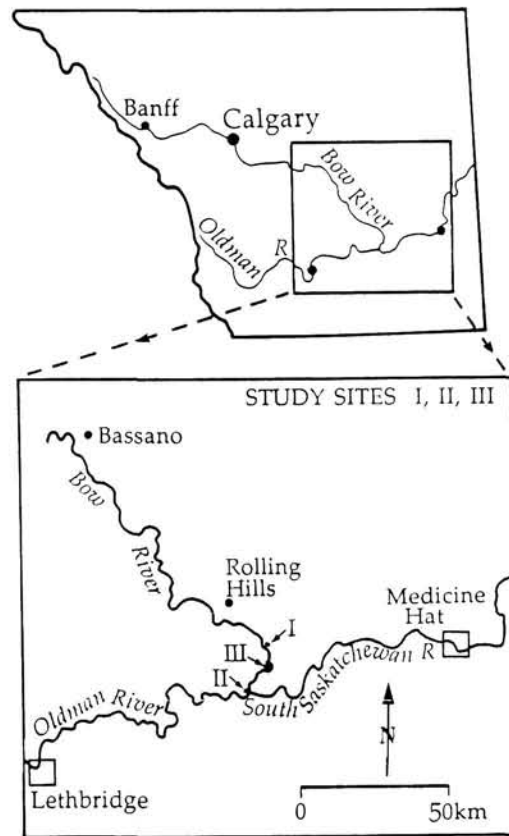 Banff
Calgary
Bow River
Oldman R
STUDY SITES I, II, III
Bassano
Bow River
Rolling
Hills
Medicine
Hat
I
III
II
South Saskatchewan R
Oldman River
N
Lethbridge
0 50km